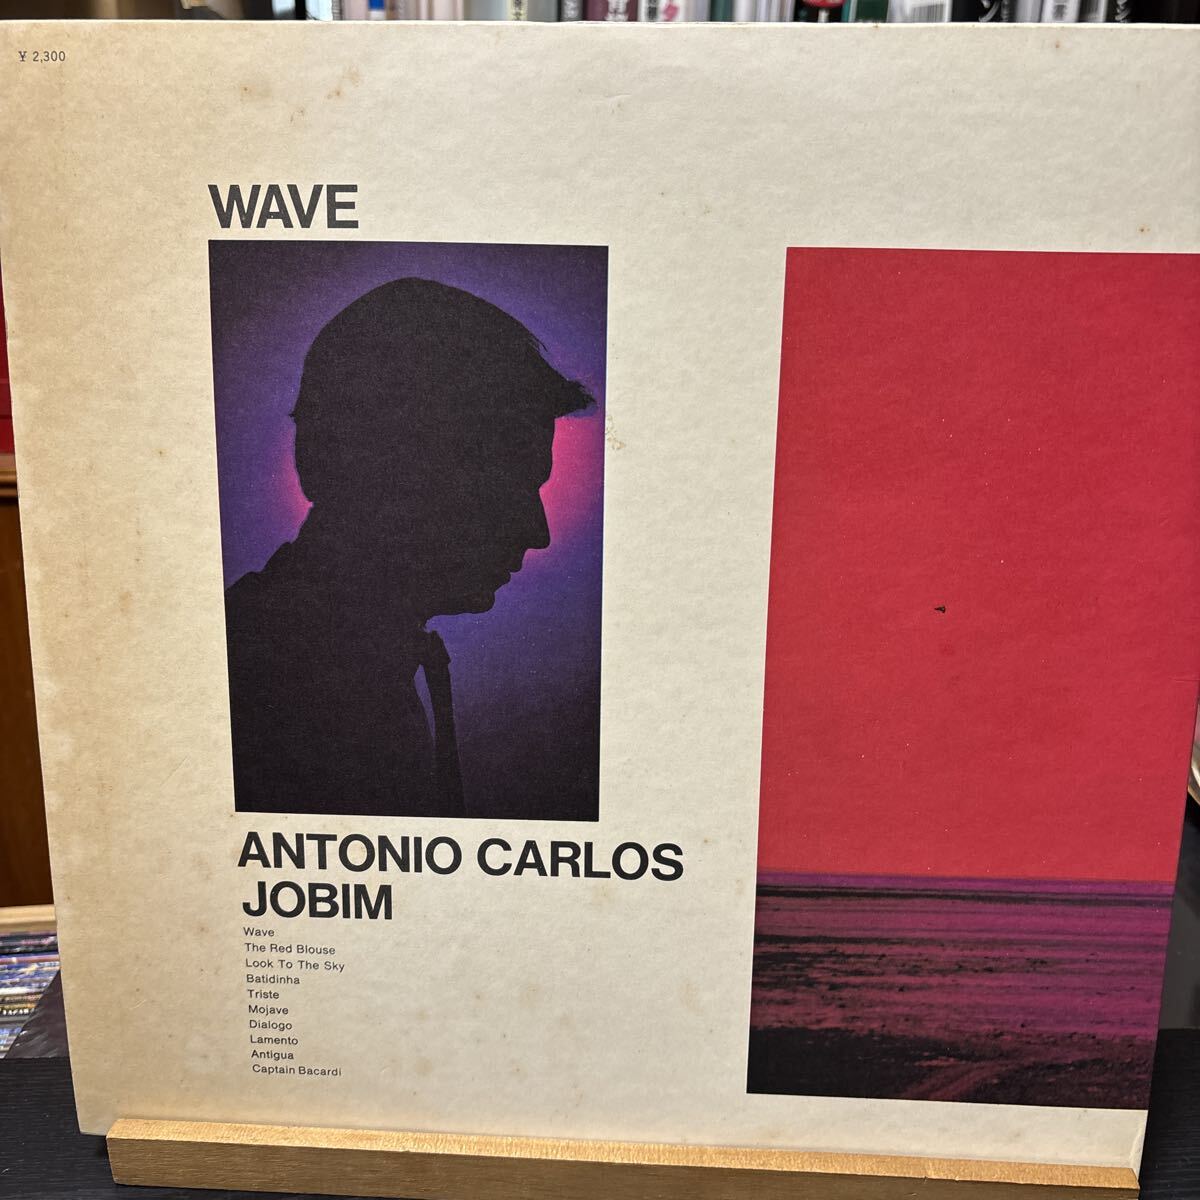 ¥ 2,300
WAVE
ANTONIO CARLOS
JOBIM
Wave
The Red Blouse
Look To The Sky
Batidinha
Triste
Mojave
Dialogo
Lamento
Antigua
Captain Bacardi